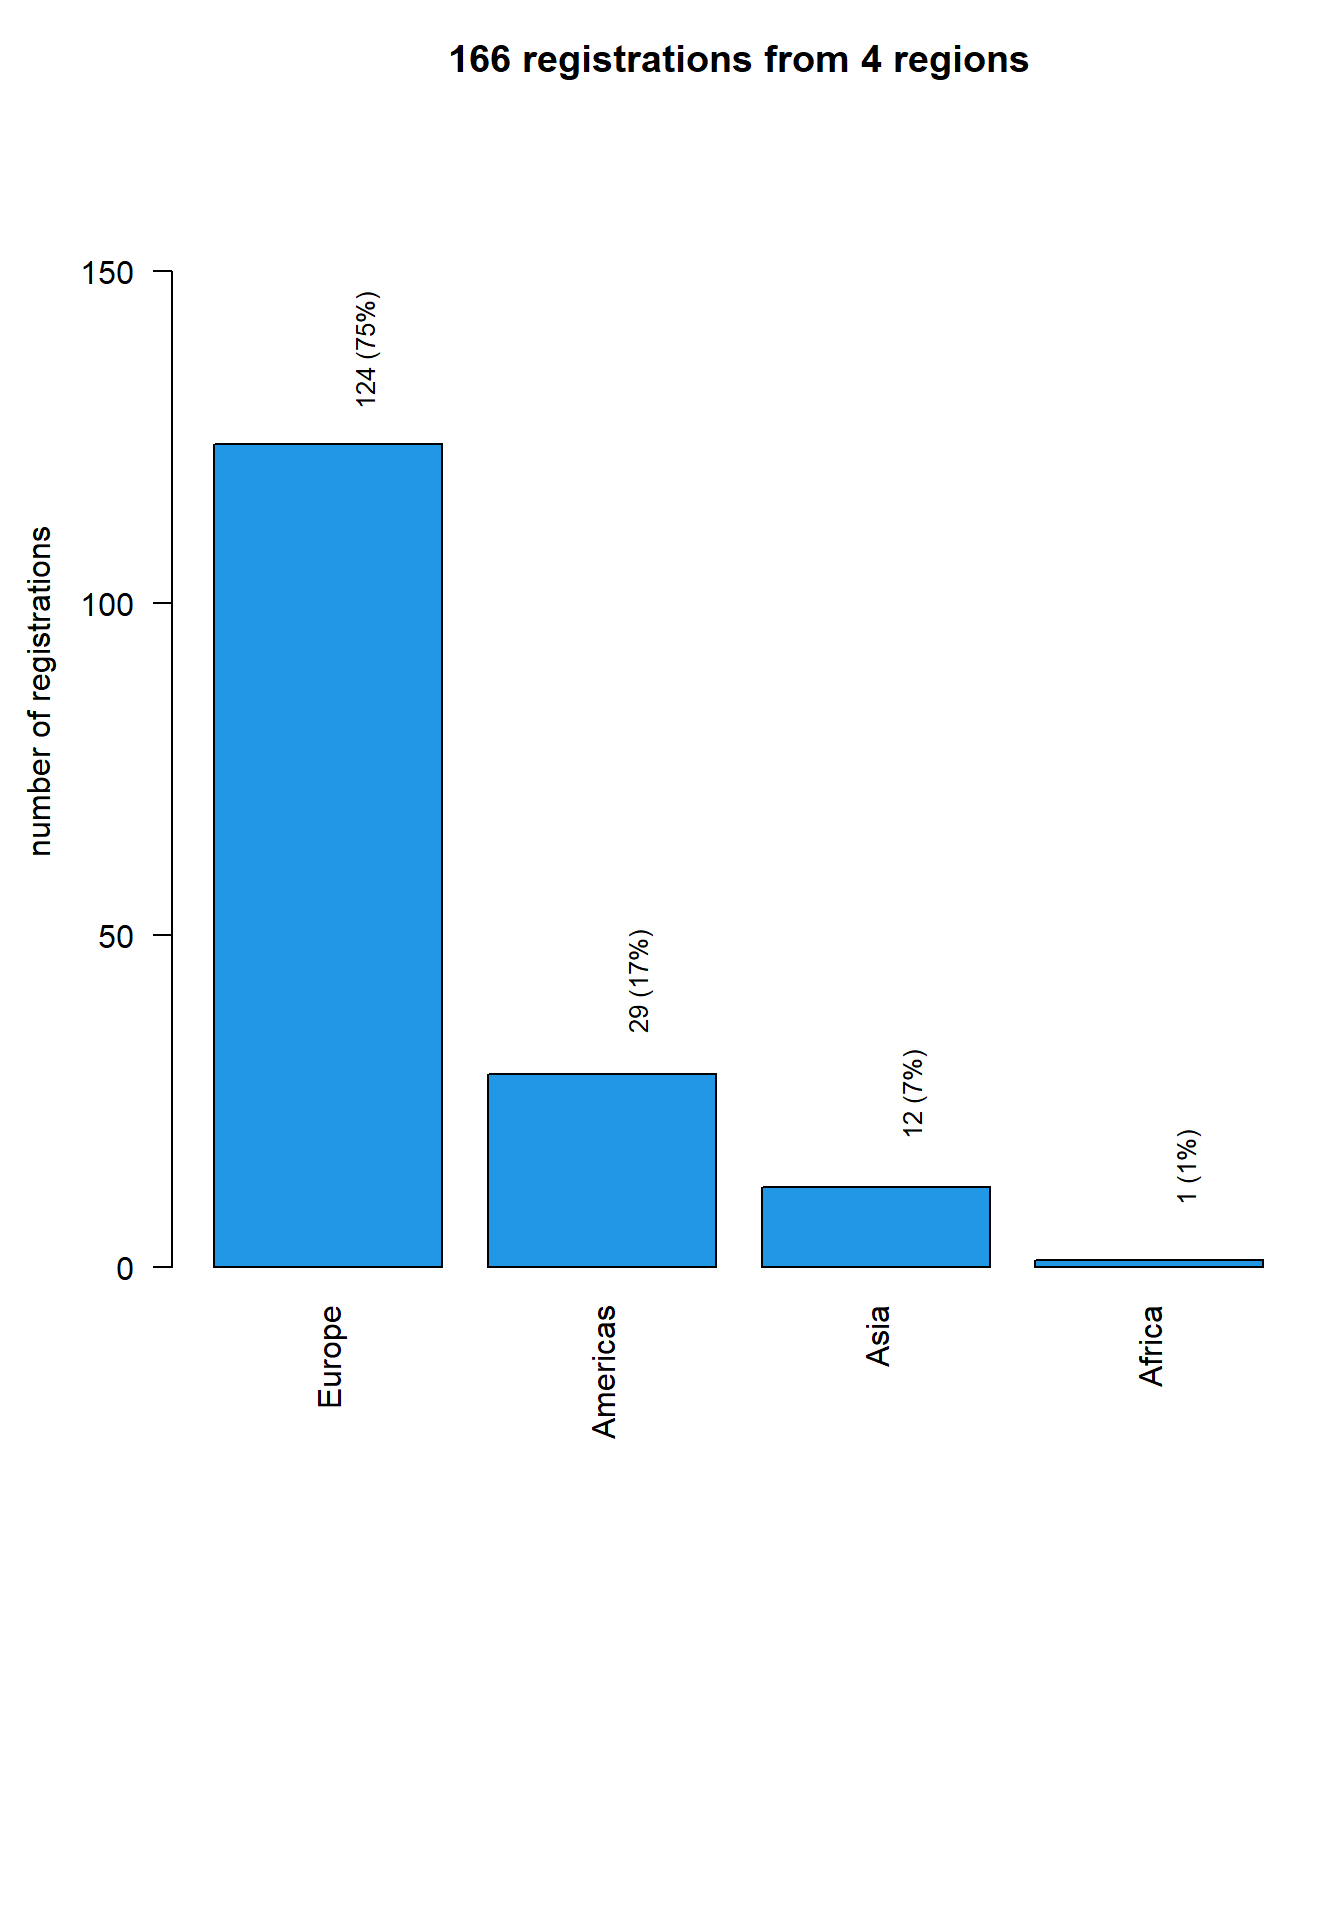 166 registrations from 4 regions
number of registrations
150
100
50
0
124 (75%)
29 (17%)
12 (7%)
1 (1%)
Europe
Americas
Asia
Africa